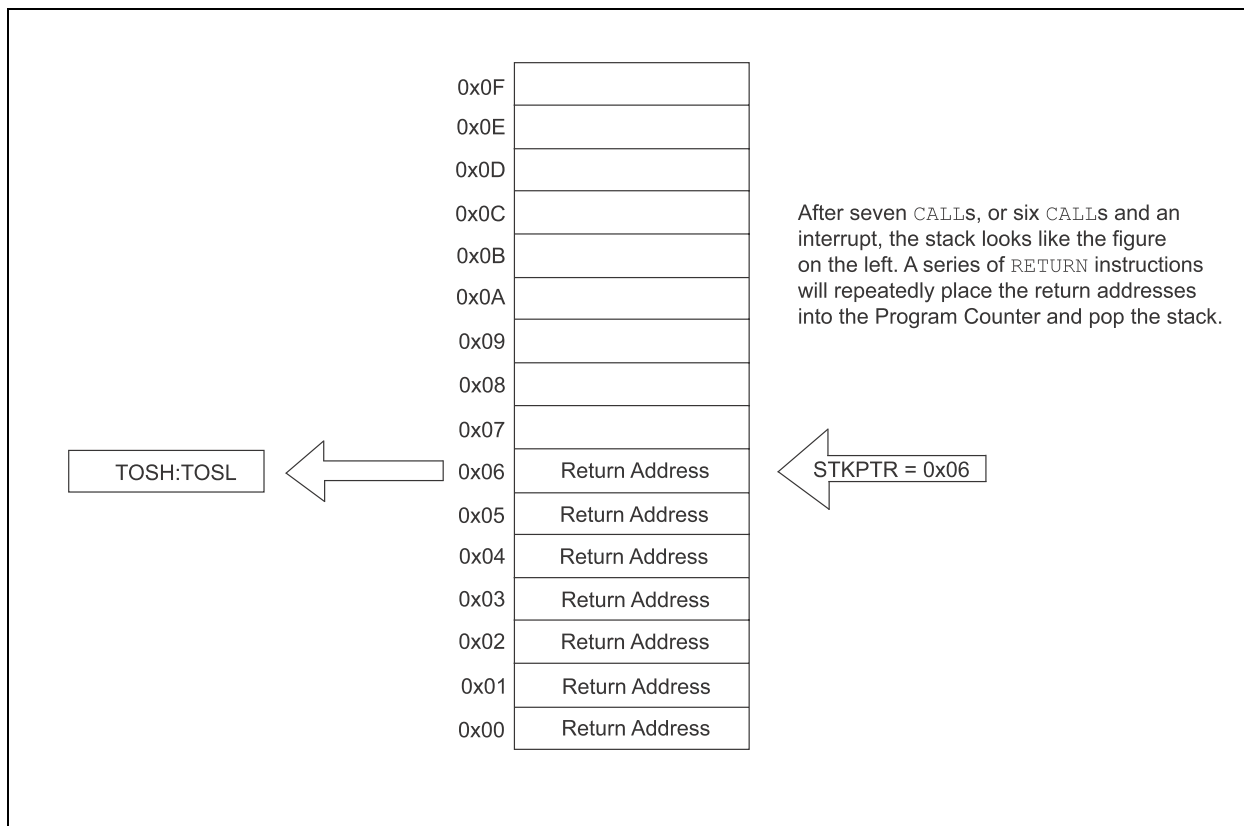 0x0F
0x0E
0x0D
0x0C
0x0B
0x0A
0x09
0x08
0x07
0x06
0x05
0x04
0x03
0x02
0x01
0x00
Return Address
Return Address
Return Address
Return Address
Return Address
Return Address
Return Address
TOSH:TOSL
STKPTR = 0x06
After seven CALLs, or six CALLs and an
interrupt, the stack looks like the figure
on the left. A series of RETURN instructions
will repeatedly place the return addresses
into the Program Counter and pop the stack.